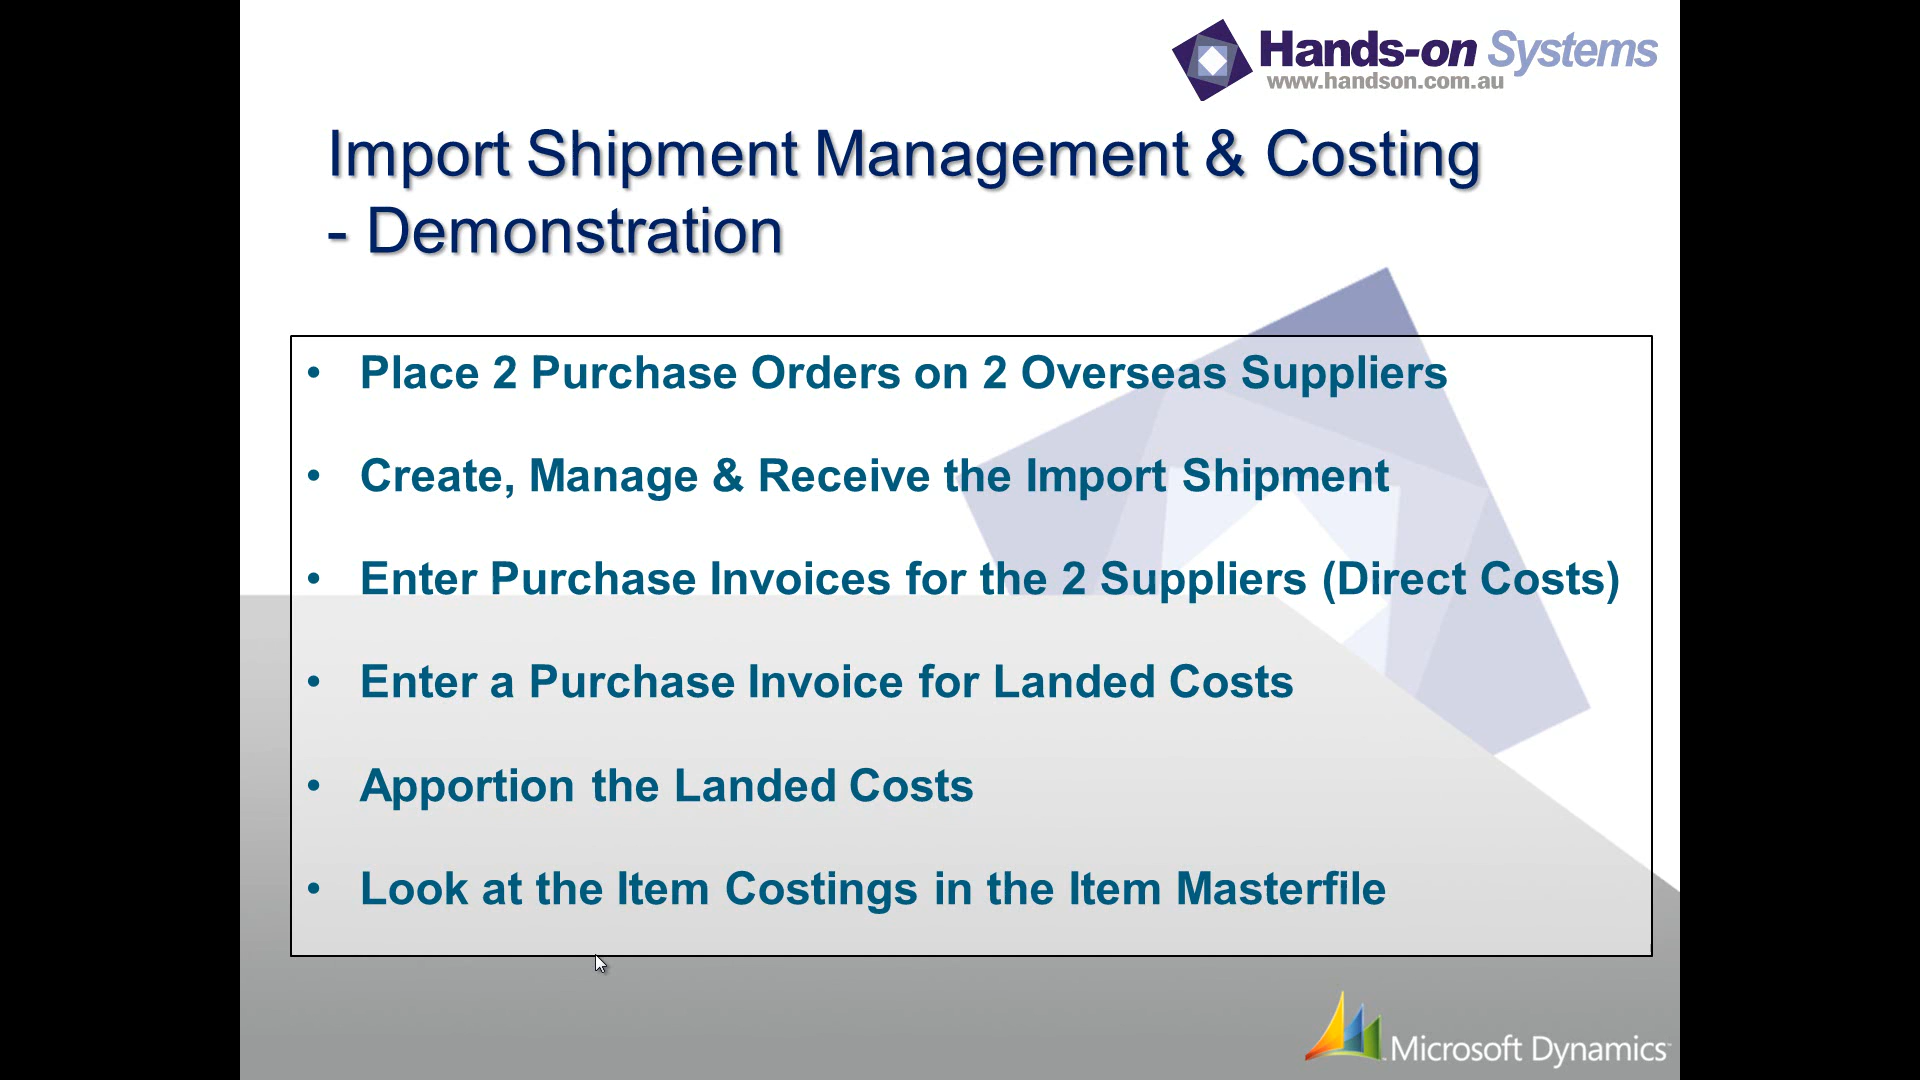 Hands-on Systems
www.handson.com.au
Import Shipment Management & Costing
- Demonstration
• Place 2 Purchase Orders on 2 Overseas Suppliers
• Create, Manage & Receive the Import Shipment
• Enter Purchase Invoices for the 2 Suppliers (Direct Costs)
• Enter a Purchase Invoice for Landed Costs
• Apportion the Landed Costs
• Look at the Item Costings in the Item Masterfile
Microsoft Dynamics